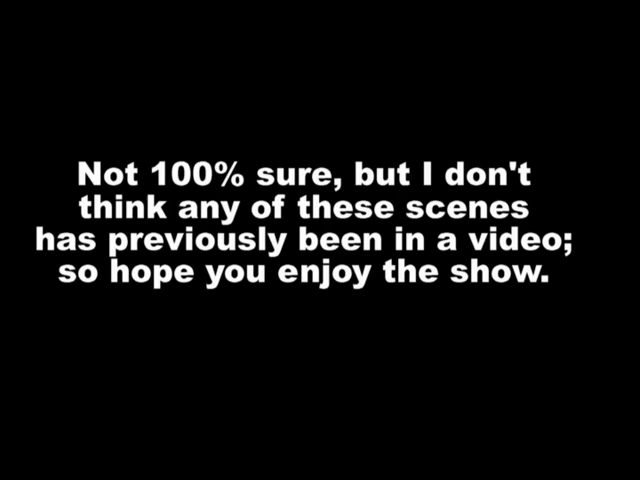 Not 100% sure, but I don't
think any of these scenes
has previously been in a video;
so hope you enjoy the show.